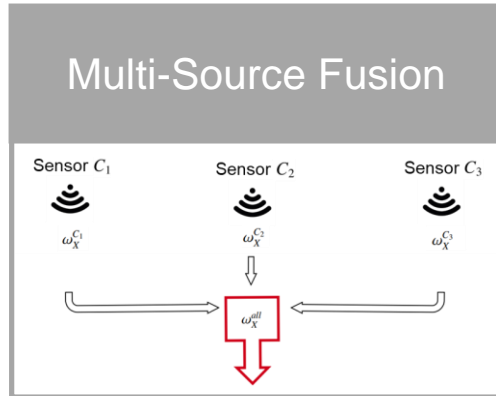 Multi-Source Fusion
Sensor C₁ Sensor C₂ Sensor C₃
ω_X^{C₁} ω_X^{C₂} ω_X^{C₃}
ω_X^{all}